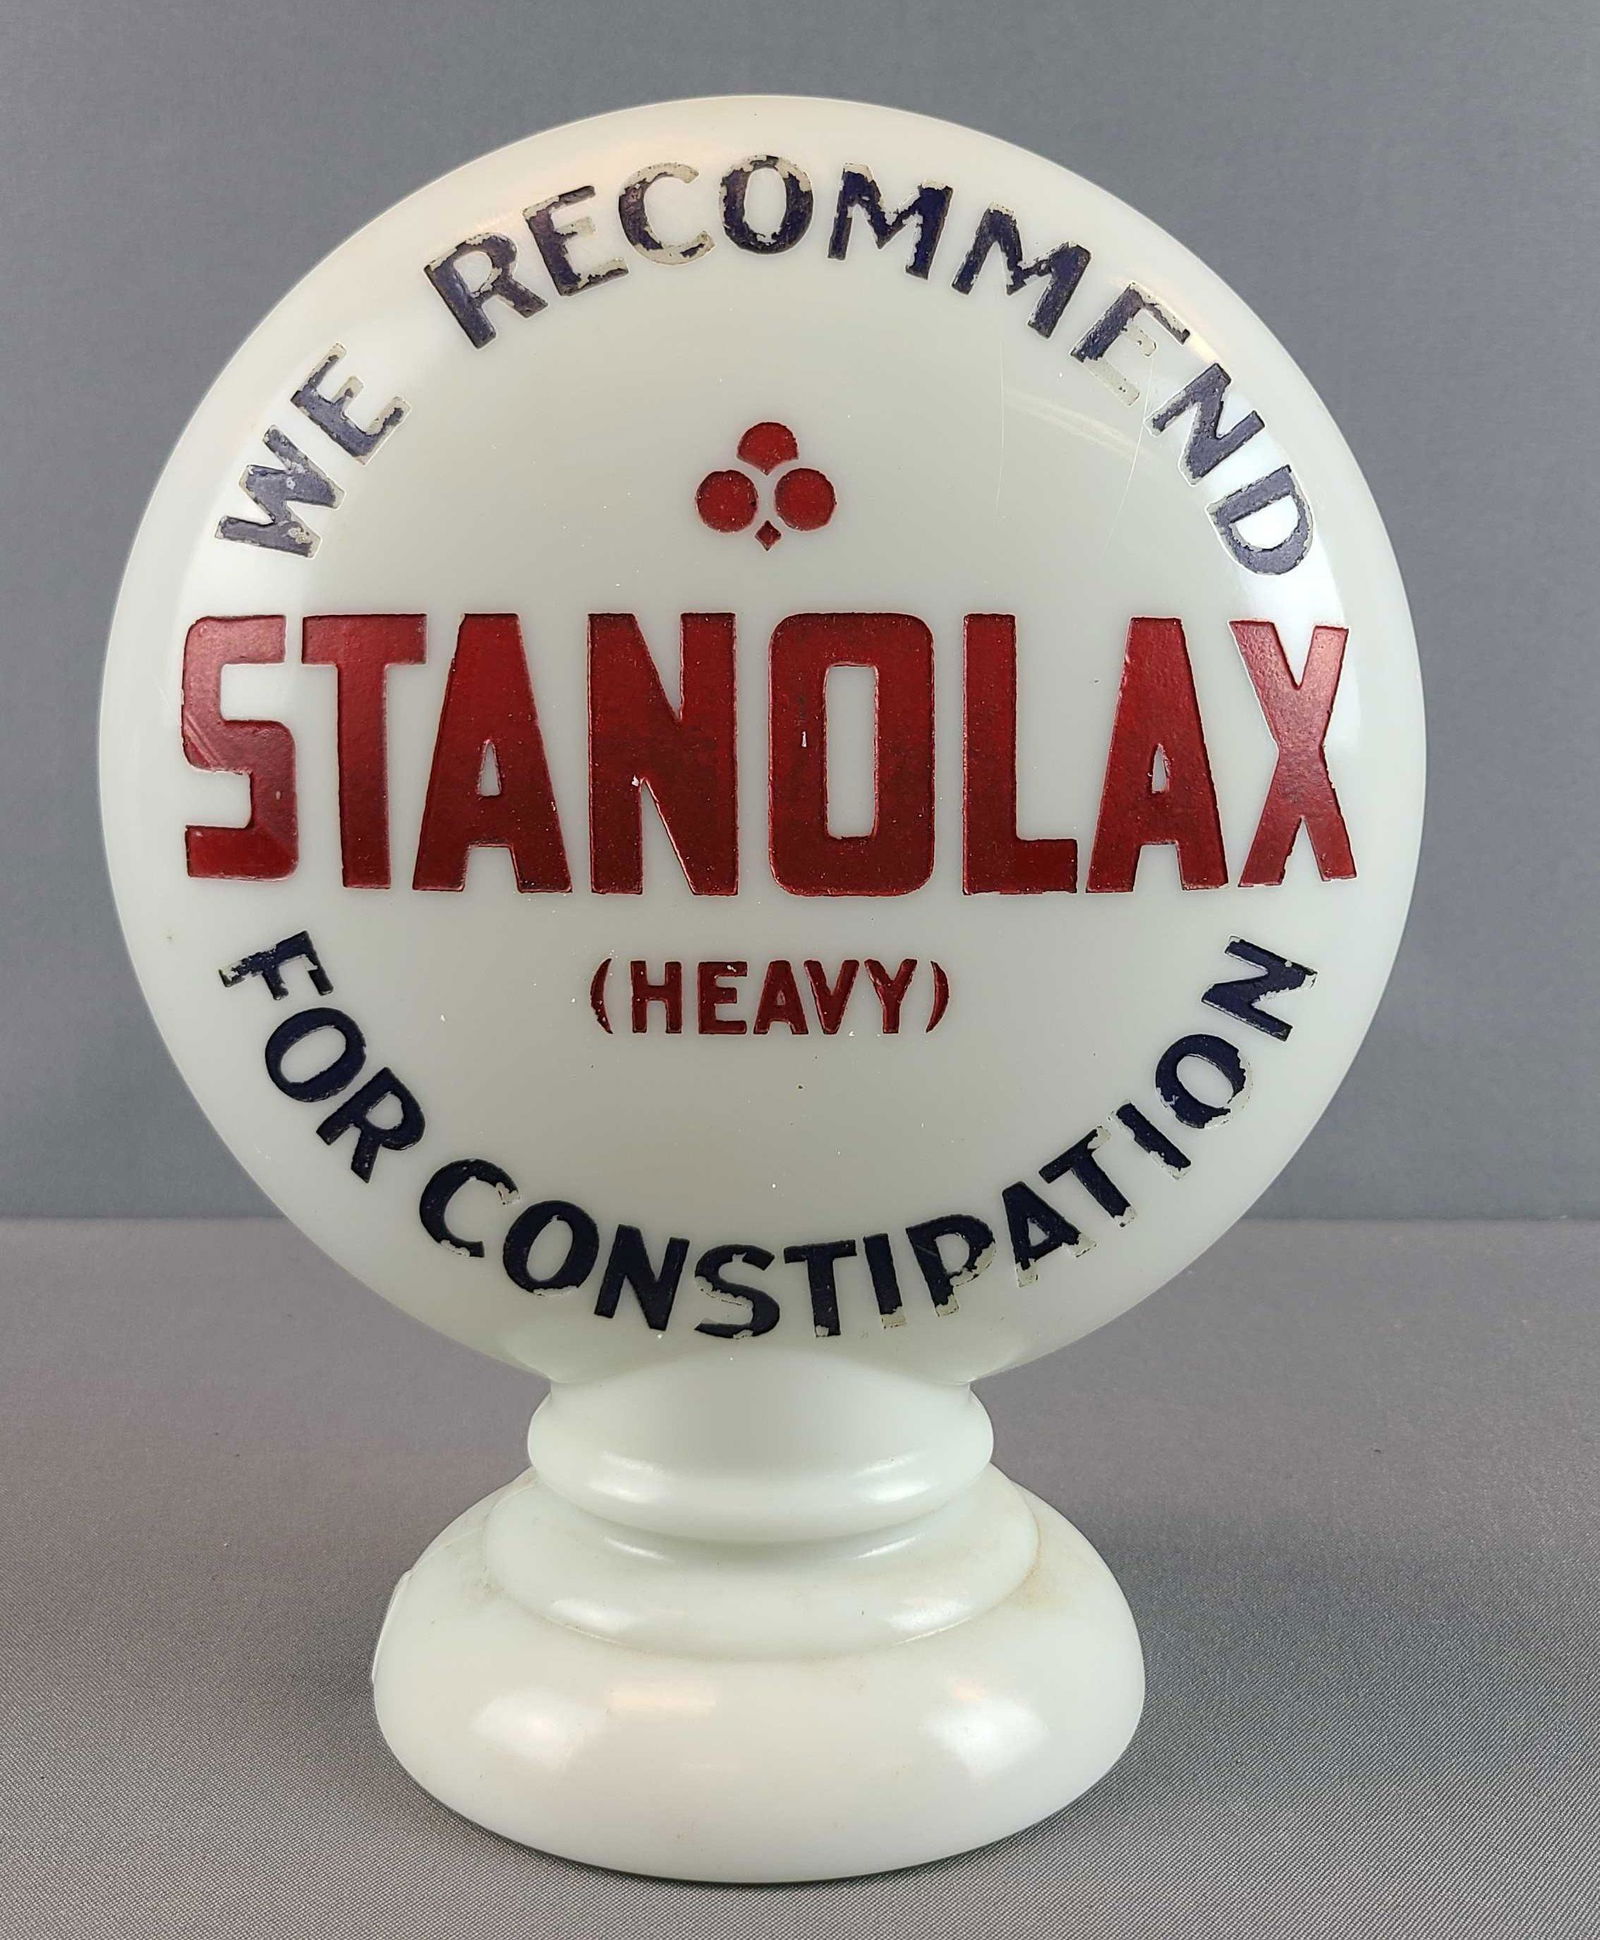 WE RECOMMEND
STANOLAX
(HEAVY)
FOR CONSTIPATION